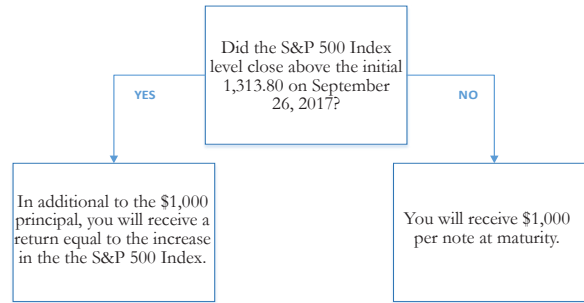 Did the S&P 500 Index
level close above the initial
1,313.80 on September
26, 2017?
YES
NO
In additional to the $1,000
principal, you will receive a
return equal to the increase
in the the S&P 500 Index.
You will receive $1,000
per note at maturity.